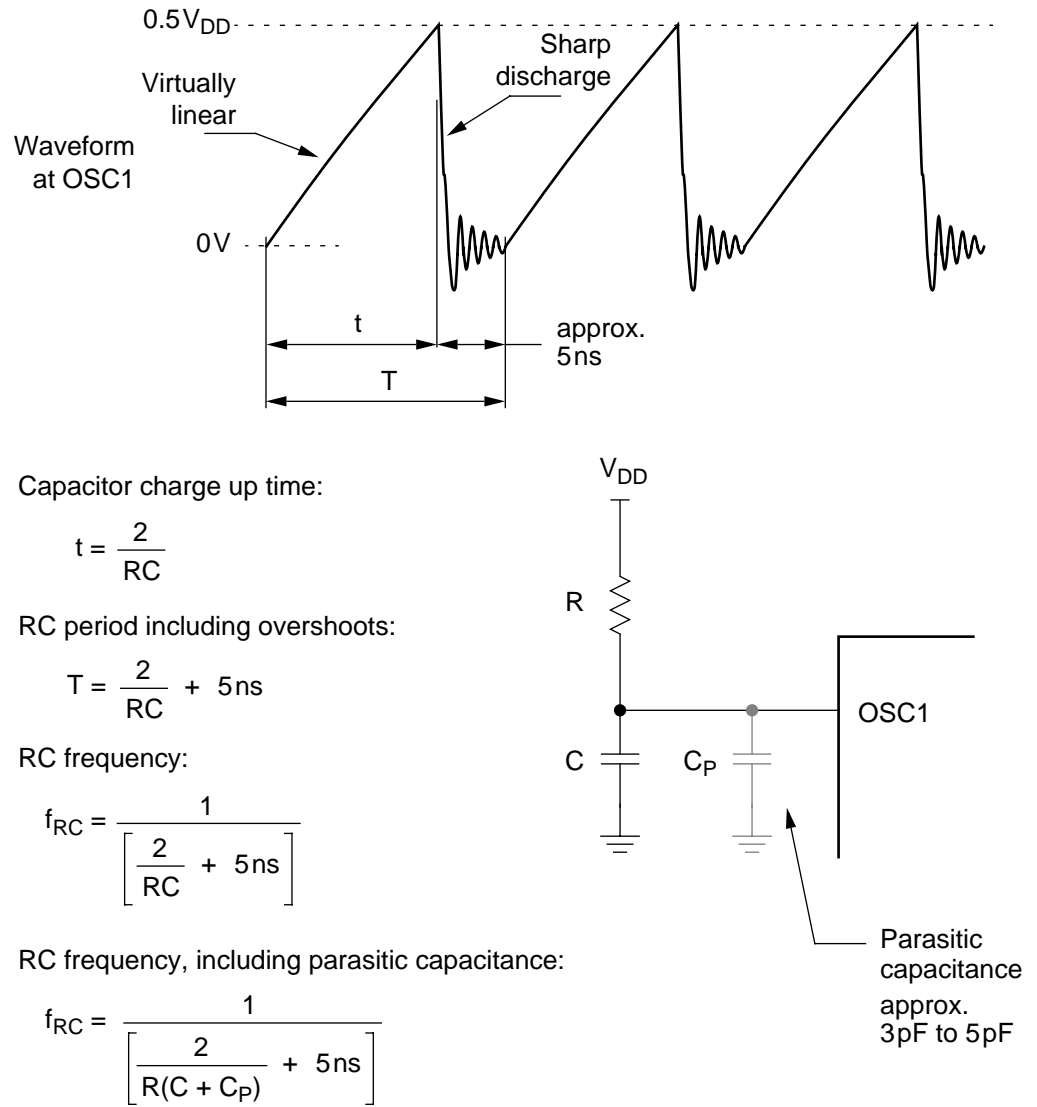 0.5VDD
Sharp
discharge
Virtually
linear
Waveform
at OSC1
0V
t
approx.
5ns
T
Capacitor charge up time:
t = 2/RC
RC period including overshoots:
T = 2/RC + 5ns
RC frequency:
fRC = 1/[2/RC + 5ns]
RC frequency, including parasitic capacitance:
fRC = 1/[2/R(C + CP) + 5ns]
VDD
R
OSC1
C
CP
Parasitic
capacitance
approx.
3pF to 5pF